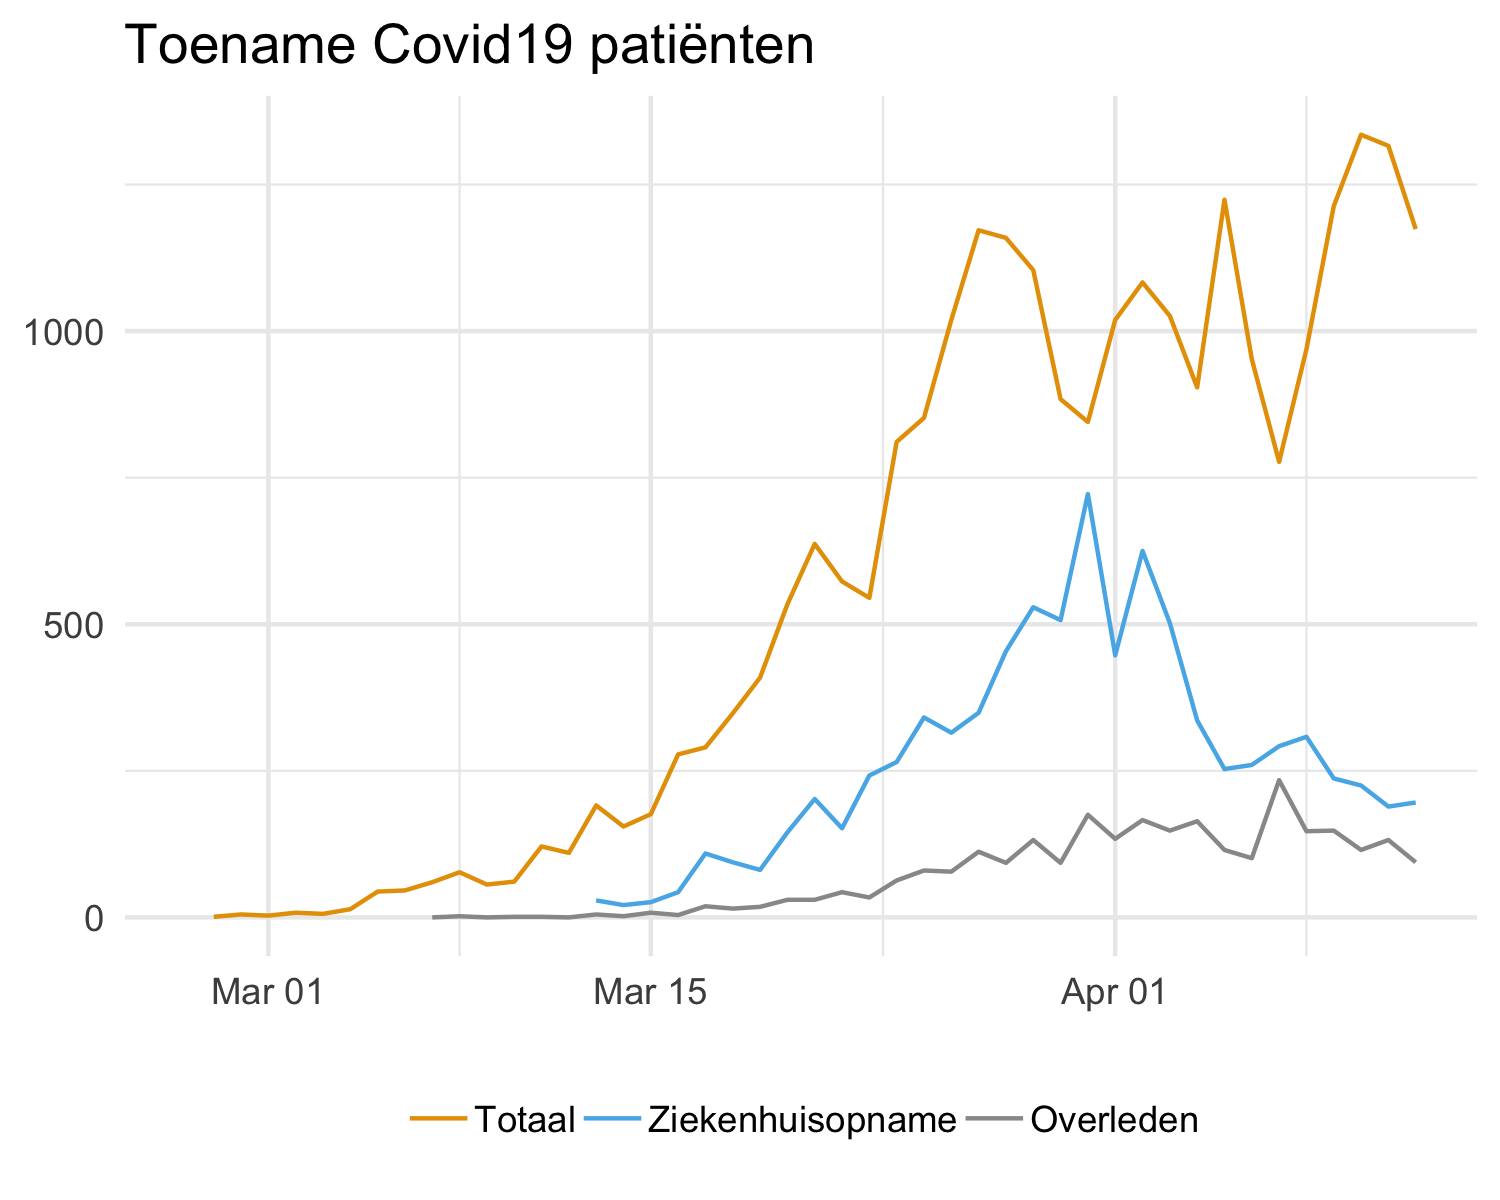 Toename Covid19 patiënten
1000
500
0
Mar 01 Mar 15 Apr 01
Totaal Ziekenhuisopname Overleden